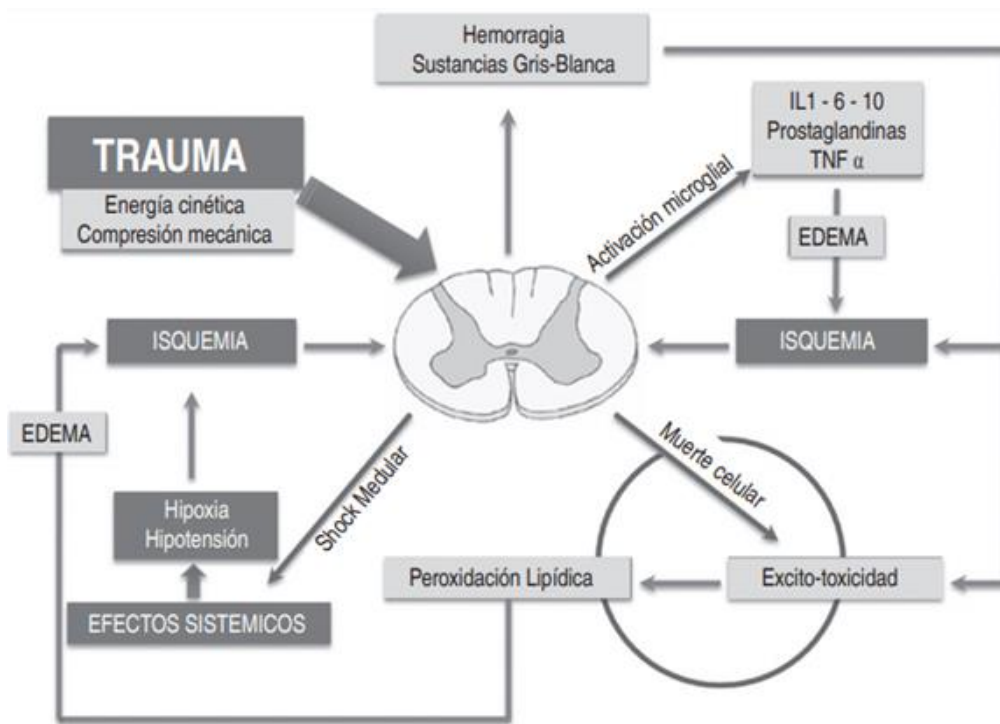 Hemorragia
Sustancias Gris-Blanca
IL1 - 6 - 10
Prostaglandinas
TNF α
TRAUMA
Energía cinética
Compresión mecánica
Activación microglial
EDEMA
ISQUEMIA
ISQUEMIA
EDEMA
Shock Medular
Muerte celular
Hipoxia
Hipotensión
Peroxidación Lipídica
Excito-toxicidad
EFECTOS SISTEMICOS